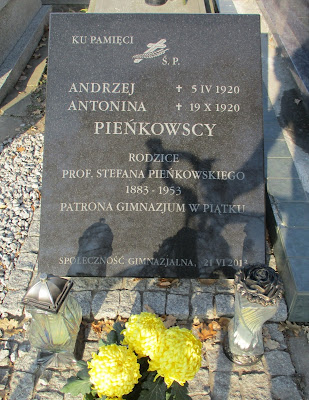 KU PAMIĘCI
Ś. P.
ANDRZEJ ✝ 5 IV 1920
ANTONINA ✝ 19 X 1920
PIEŃKOWSCY
RODZICE
PROF. STEFANA PIEŃKOWSKIEGO
1883 - 1953
PATRONA GIMNAZJUM W PIĄTKU
SPOŁECZNOŚĆ GIMNAZJALNA, 21 VI 2013